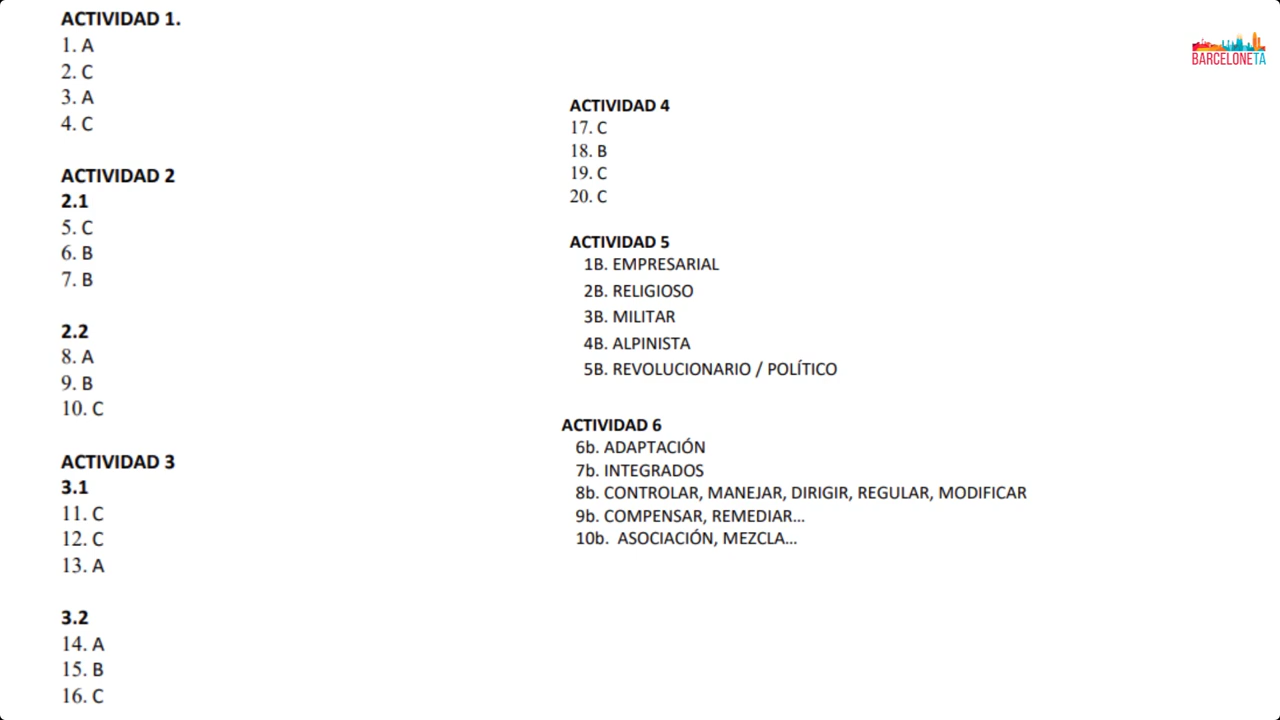 ACTIVIDAD 1.
1. A
2. C
3. A
4. C
ACTIVIDAD 2
2.1
5. C
6. B
7. B
2.2
8. A
9. B
10. C
ACTIVIDAD 3
3.1
11. C
12. C
13. A
3.2
14. A
15. B
16. C
BARCELONETA
ACTIVIDAD 4
17. C
18. B
19. C
20. C
ACTIVIDAD 5
1B. EMPRESARIAL
2B. RELIGIOSO
3B. MILITAR
4B. ALPINISTA
5B. REVOLUCIONARIO / POLÍTICO
ACTIVIDAD 6
6b. ADAPTACIÓN
7b. INTEGRADOS
8b. CONTROLAR, MANEJAR, DIRIGIR, REGULAR, MODIFICAR
9b. COMPENSAR, REMEDIAR...
10b. ASOCIACIÓN, MEZCLA...